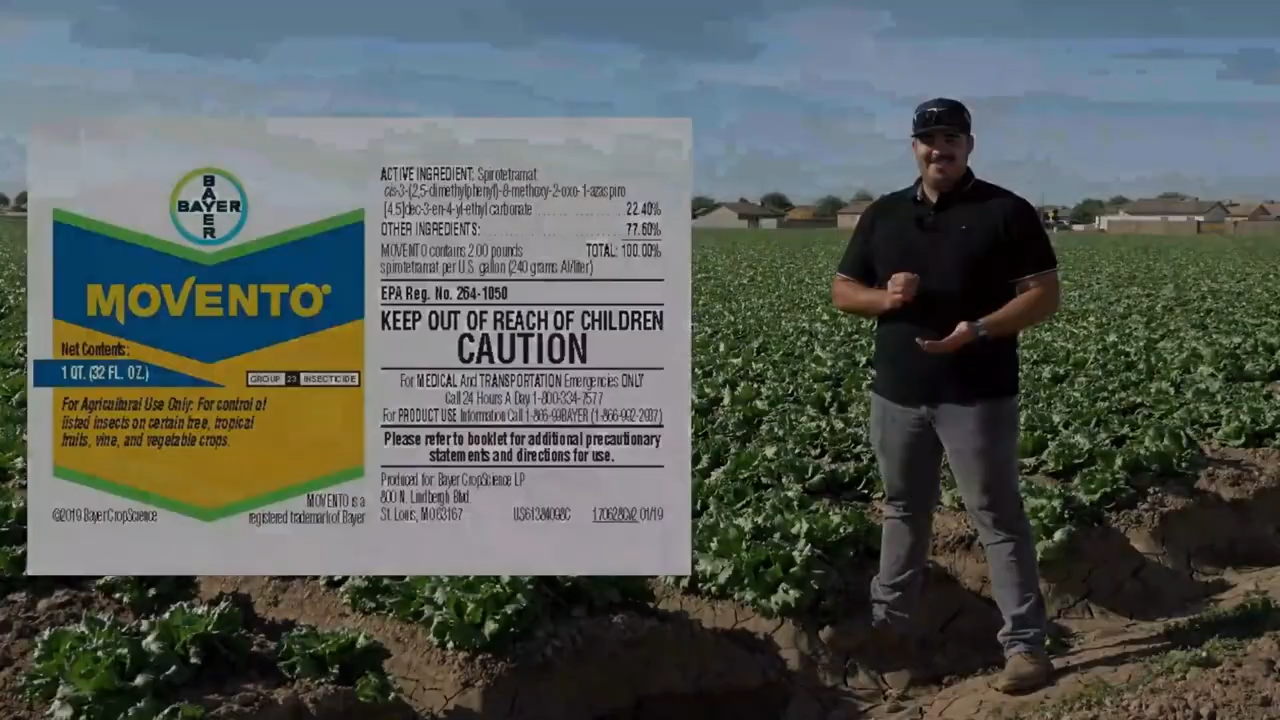 BAYER
BAYER
MOVENTO®
Net Contents:
1 QT. (32 FL. OZ.)
GROUP 23 INSECTICIDE
For Agricultural Use Only: For control of
listed insects on certain tree, tropical
fruits, vine, and vegetable crops.
©2019 Bayer CropScience
MOVENTO is a
registered trademark of Bayer
ACTIVE INGREDIENT: Spirotetramat
cis-3-(2,5-dimethylphenyl)-8-methoxy-2-oxo-1-azaspiro
[4.5]dec-3-en-4-yl-ethyl carbonate .......... 22.40%
OTHER INGREDIENTS: .......... 77.60%
MOVENTO contains 2.00 pounds TOTAL: 100.00%
spirotetramat per U.S. gallon (240 grams AI/liter)
EPA Reg. No. 264-1050
KEEP OUT OF REACH OF CHILDREN
CAUTION
For MEDICAL And TRANSPORTATION Emergencies ONLY
Call 24 Hours A Day 1-800-334-7577
For PRODUCT USE Information Call 1-866-99BAYER (1-866-992-2937)
Please refer to booklet for additional precautionary
statements and directions for use.
Produced for: Bayer CropScience LP
800 N. Lindbergh Blvd.
St. Louis, MO 63167 US61384098C 170628CV2 01/19